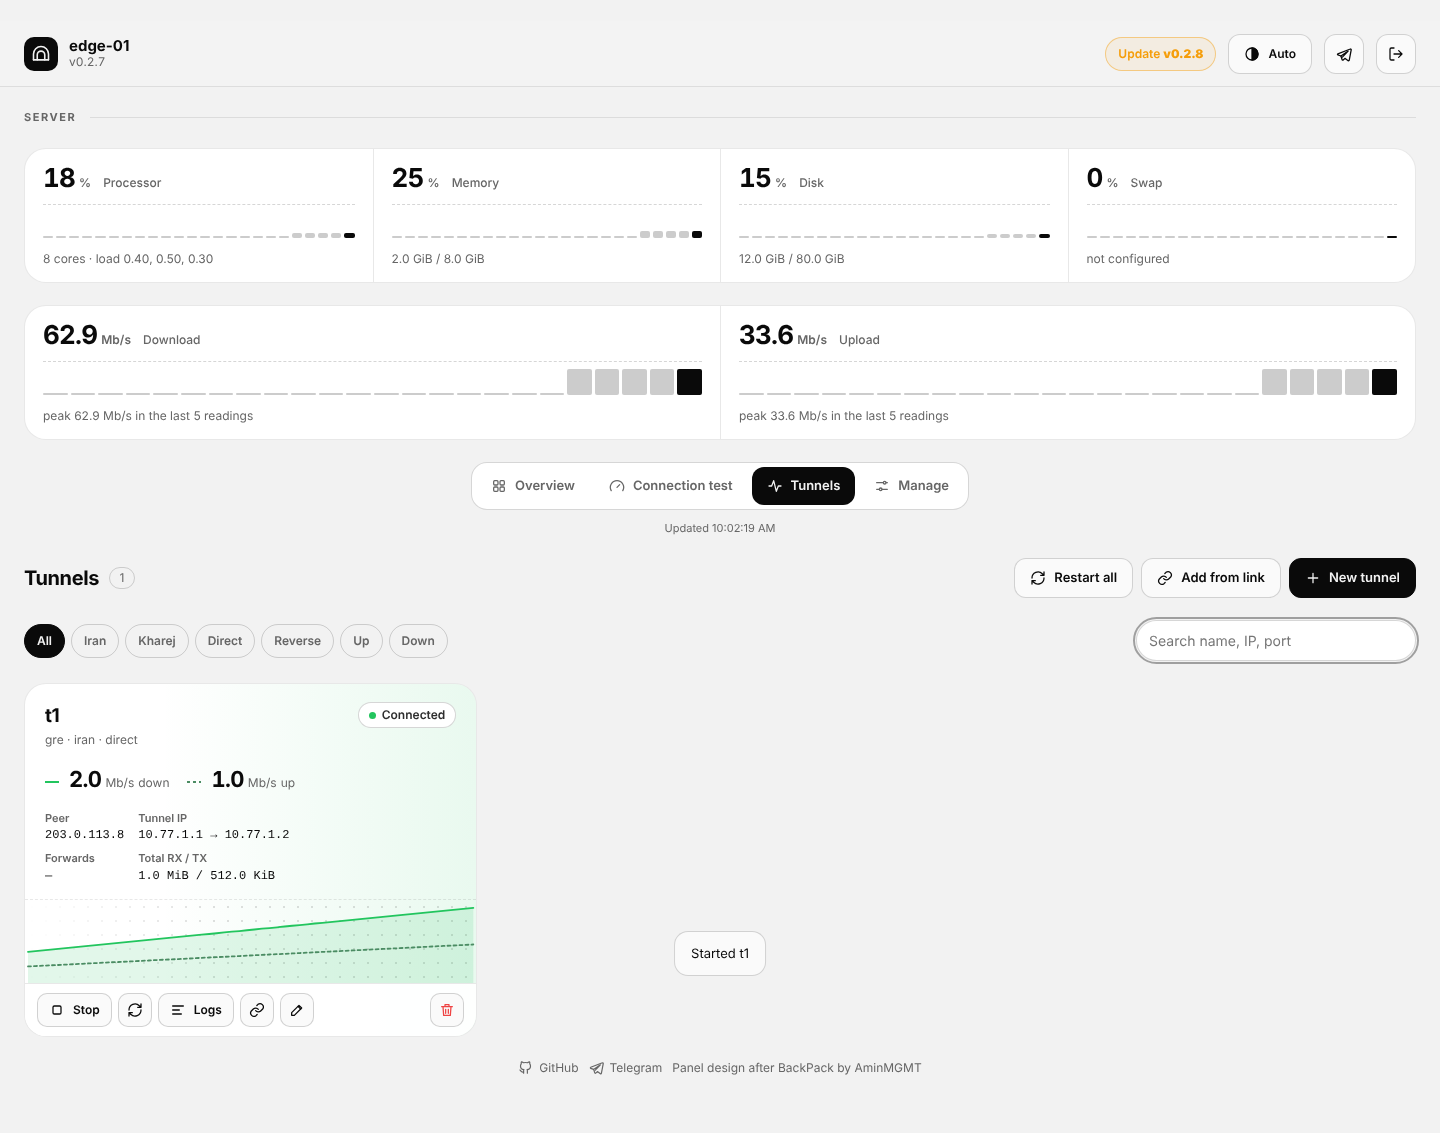 edge-01
v0.2.7
Update v0.2.8
Auto
SERVER
18 % Processor
8 cores · load 0.40, 0.50, 0.30
25 % Memory
2.0 GiB / 8.0 GiB
15 % Disk
12.0 GiB / 80.0 GiB
0 % Swap
not configured
62.9 Mb/s Download
peak 62.9 Mb/s in the last 5 readings
33.6 Mb/s Upload
peak 33.6 Mb/s in the last 5 readings
Overview
Connection test
Tunnels
Manage
Updated 10:02:19 AM
Tunnels 1
Restart all
Add from link
New tunnel
All
Iran
Kharej
Direct
Reverse
Up
Down
Search name, IP, port
t1
Connected
gre · iran · direct
2.0 Mb/s down
1.0 Mb/s up
Peer
203.0.113.8
Tunnel IP
10.77.1.1 → 10.77.1.2
Forwards
—
Total RX / TX
1.0 MiB / 512.0 KiB
Stop
Logs
Started t1
GitHub
Telegram
Panel design after BackPack by AminMGMT